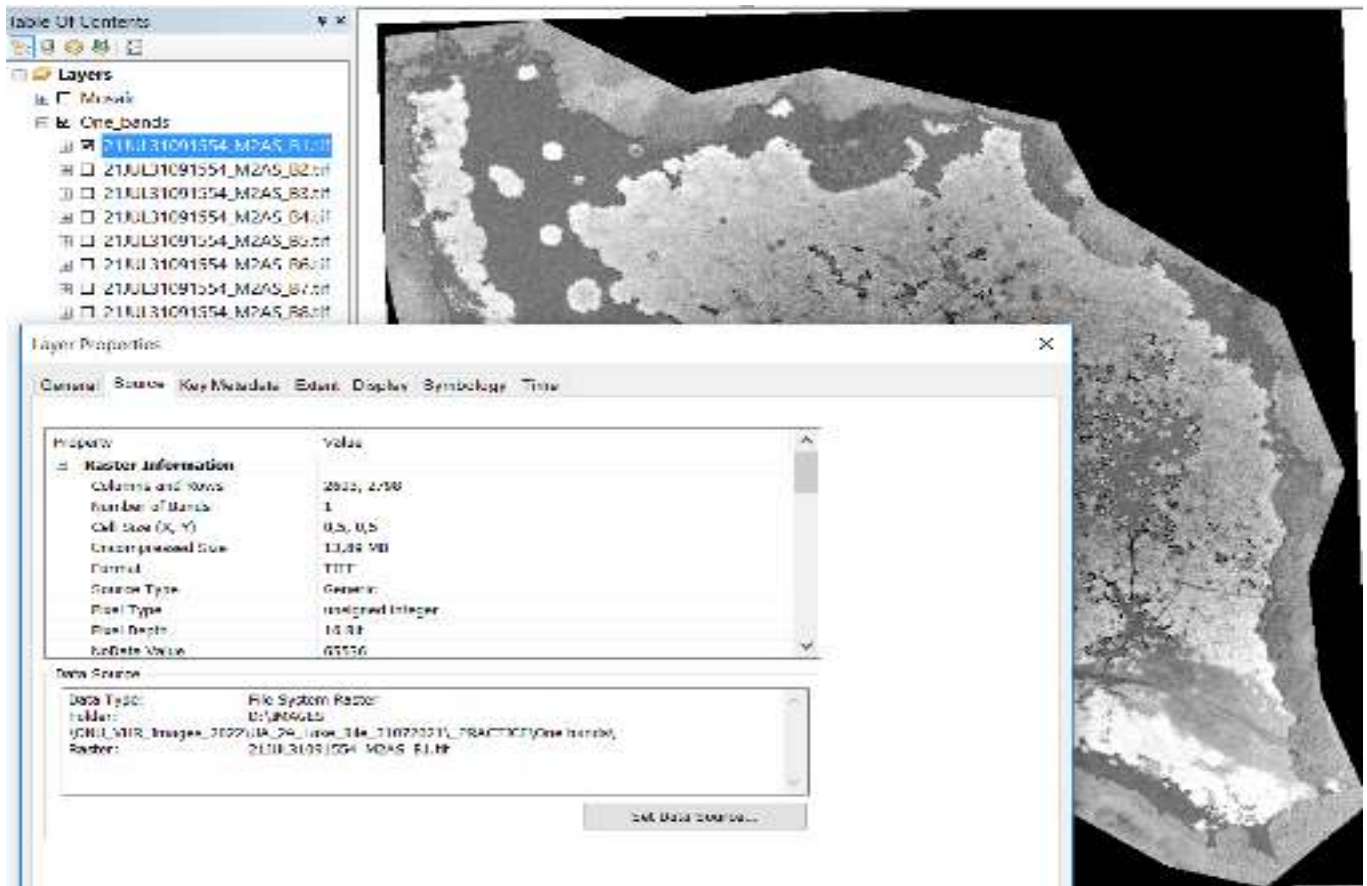 Table Of Contents
Layers
Mosaic
One_bands
21JUL31091554_M2AS_B1.tif
21JUL31091554_M2AS_B2.tif
21JUL31091554_M2AS_B3.tif
21JUL31091554_M2AS_B4.tif
21JUL31091554_M2AS_B5.tif
21JUL31091554_M2AS_B6.tif
21JUL31091554_M2AS_B7.tif
21JUL31091554_M2AS_B8.tif
Layer Properties
General Source Key Metadata Extent Display Symbology Time
Property Value
Raster Information
Columns and Rows
Number of Bands 1
Cell Size (X, Y) 0,5, 0,5
Uncompressed Size 13,89 MB
Format TIFF
Source Type Generic
Pixel Type unsigned integer
Pixel Depth 16 Bit
NoData Value 65536
Data Source
Data Type: File System Raster
Folder: D:\IMAGES
Raster: 21JUL31091554_M2AS_B1.tif
Set Data Source...